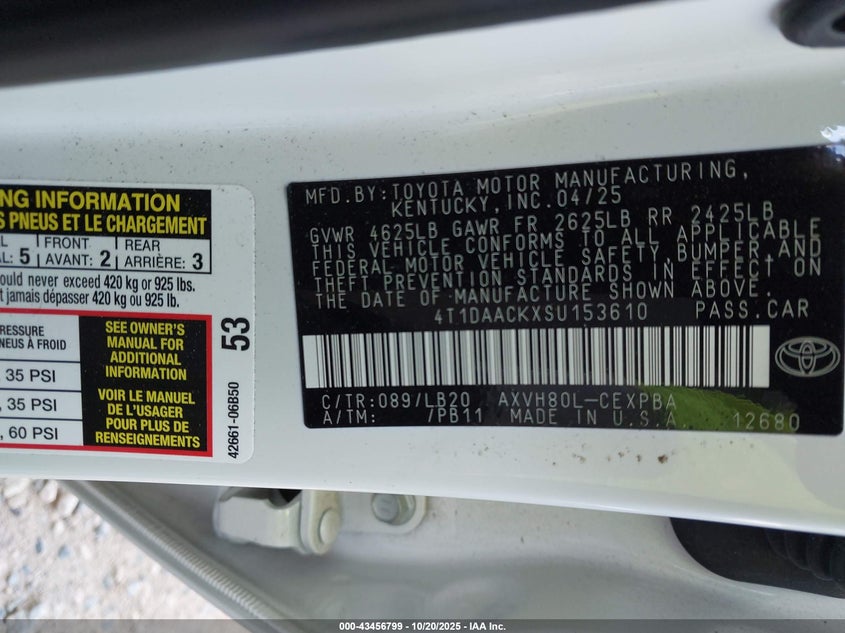 NG INFORMATION
S PNEUS ET LE CHARGEMENT
AL: 5 FRONT AVANT: 2 REAR ARRIÈRE: 3
ould never exceed 420 kg or 925 lbs.
t jamais dépasser 420 kg ou 925 lb.
RESSURE
NEUS À FROID
, 35 PSI
, 35 PSI
, 60 PSI
SEE OWNER'S
MANUAL FOR
ADDITIONAL
INFORMATION
VOIR LE MANUEL
DE L'USAGER
POUR PLUS DE
RENSEIGNEMENTS
53
42661-06B50
MFD.BY:TOYOTA MOTOR MANUFACTURING,
KENTUCKY, INC.04/25
GVWR 4625LB GAWR FR 2625LB RR 2425LB
THIS VEHICLE CONFORMS TO ALL APPLICABLE
FEDERAL MOTOR VEHICLE SAFETY,BUMPER,AND
THEFT PREVENTION STANDARDS IN EFFECT ON
THE DATE OF MANUFACTURE SHOWN ABOVE.
4T1DAACKXSU153610 PASS.CAR
C/TR:089/LB20 AXVH80L-CEXPBA
A/TM: /PB11 MADE IN U.S.A. 12680
000-43456799 | 10/20/2025 - IAA Inc.